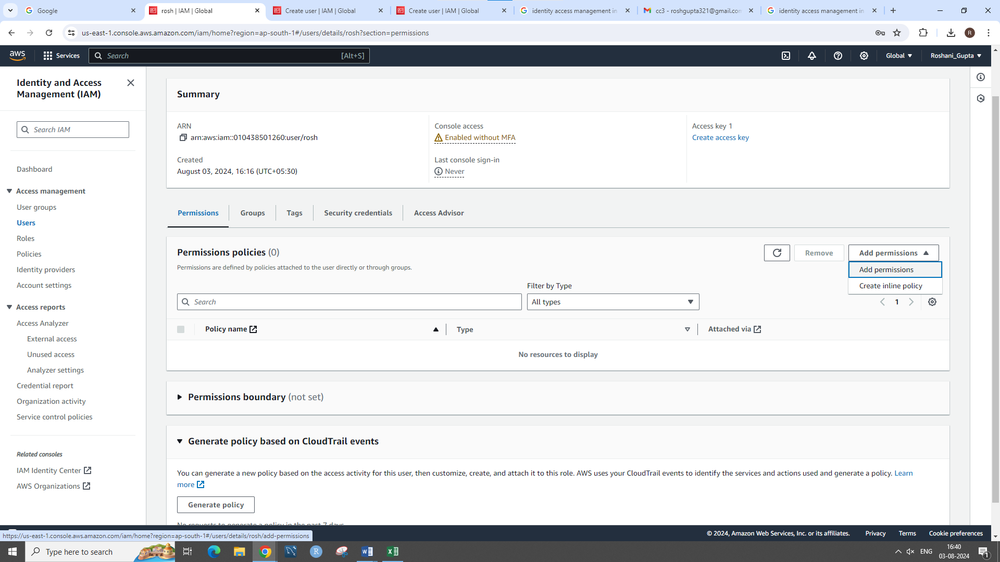 Google
rosh | IAM | Global
Create user | IAM | Global
Create user | IAM | Global
identity access management in
cc3 - roshgupta321@gmail.com
identity access management in
us-east-1.console.aws.amazon.com/iam/home?region=ap-south-1#/users/details/rosh?section=permissions
R
aws
Services
Search
[Alt+S]
Global
Roshani_Gupta
Identity and Access
Management (IAM)
Search IAM
Dashboard
Access management
User groups
Users
Roles
Policies
Identity providers
Account settings
Access reports
Access Analyzer
External access
Unused access
Analyzer settings
Credential report
Organization activity
Service control policies
Related consoles
IAM Identity Center
AWS Organizations
Summary
ARN
arn:aws:iam::010438501260:user/rosh
Created
August 03, 2024, 16:16 (UTC+05:30)
Console access
Enabled without MFA
Last console sign-in
Never
Access key 1
Create access key
Permissions
Groups
Tags
Security credentials
Access Advisor
Permissions policies (0)
Permissions are defined by policies attached to the user directly or through groups.
Remove
Add permissions
Add permissions
Create inline policy
Filter by Type
Search
All types
1
Policy name
Type
Attached via
No resources to display
Permissions boundary (not set)
Generate policy based on CloudTrail events
You can generate a new policy based on the access activity for this user, then customize, create, and attach it to this role. AWS uses your CloudTrail events to identify the services and actions used and generate a policy. Learn
more
Generate policy
No requests to generate a policy in the past 7 days.
https://us-east-1.console.aws.amazon.com/iam/home?region=ap-south-1#/users/details/rosh/add-permissions
© 2024, Amazon Web Services, Inc. or its affiliates.
Privacy
Terms
Cookie preferences
Type here to search
ENG
16:40
03-08-2024
1